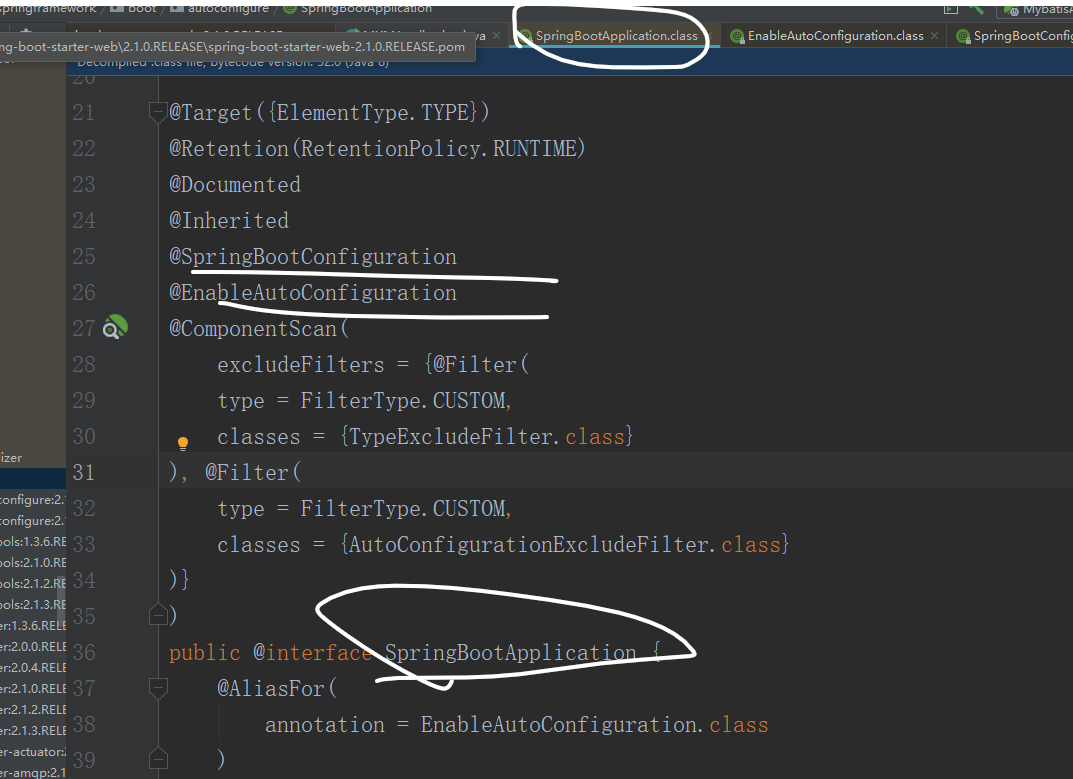 springframework boot autoconfigure SpringBootApplication
ng-boot-starter-web\2.1.0.RELEASE\spring-boot-starter-web-2.1.0.RELEASE.pom
SpringBootApplication.class EnableAutoConfiguration.class SpringBootConfig
Decompiled .class file, bytecode version: 52.0 (Java 8)
20
21 @Target({ElementType.TYPE})
22 @Retention(RetentionPolicy.RUNTIME)
23 @Documented
24 @Inherited
25 @SpringBootConfiguration
26 @EnableAutoConfiguration
27 @ComponentScan(
28 excludeFilters = {@Filter(
29 type = FilterType.CUSTOM,
30 classes = {TypeExcludeFilter.class}
31 ), @Filter(
32 type = FilterType.CUSTOM,
33 classes = {AutoConfigurationExcludeFilter.class}
34 )}
35 )
36 public @interface SpringBootApplication {
37 @AliasFor(
38 annotation = EnableAutoConfiguration.class
39 )
lizer
configure:2.
configure:2.
ools:1.3.6.RE
ools:2.1.0.RE
ools:2.1.2.RE
ools:2.1.3.RE
er:1.3.6.RELE
er:2.0.0.RELE
er:2.0.4.RELE
er:2.1.0.RELE
er:2.1.2.RELE
er:2.1.3.RELE
er-actuator:2
er-amqp:2.1